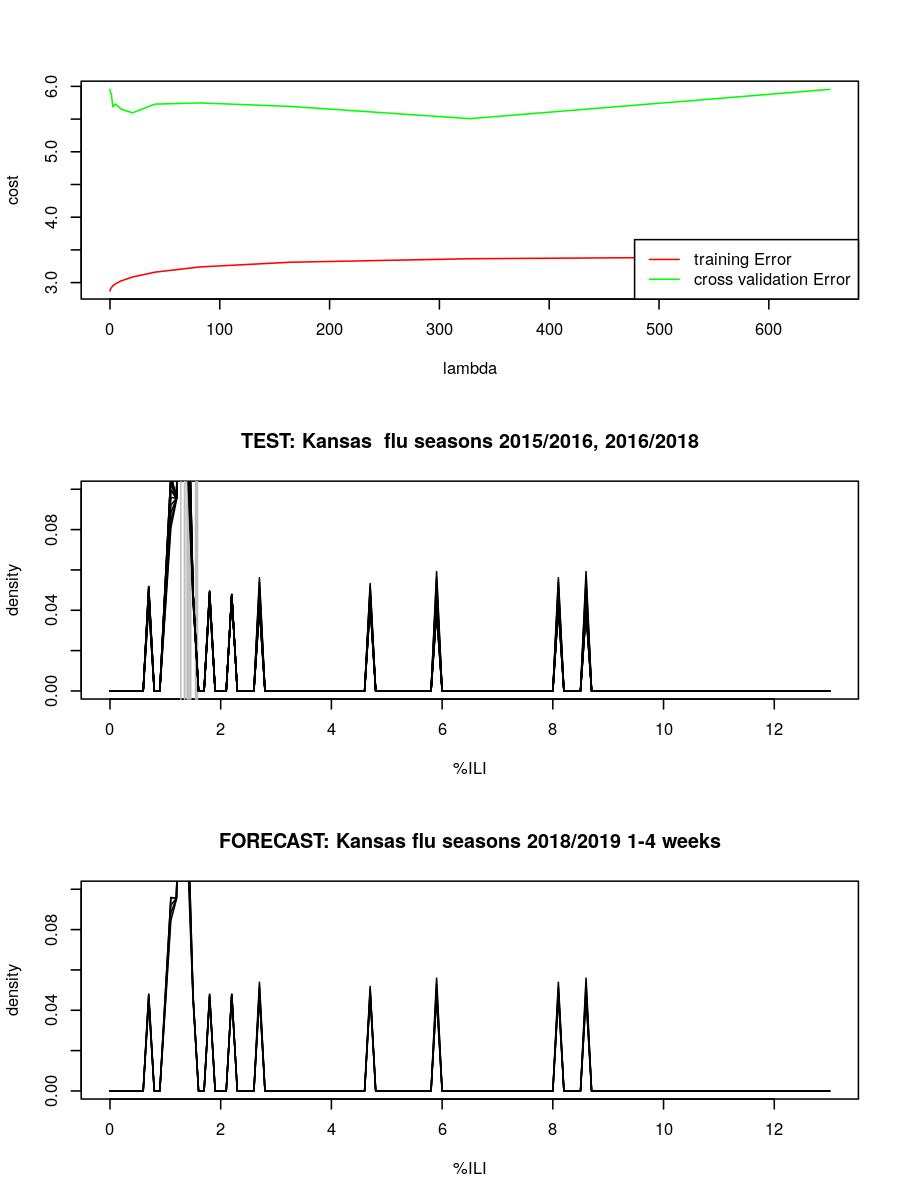 6.0
5.0
4.0
3.0
cost
training Error
cross validation Error
0 100 200 300 400 500 600
lambda
TEST: Kansas  flu seasons 2015/2016, 2016/2018
0.08
0.04
0.00
density
0 2 4 6 8 10 12
%ILI
FORECAST: Kansas flu seasons 2018/2019 1-4 weeks
0.08
0.04
0.00
density
0 2 4 6 8 10 12
%ILI